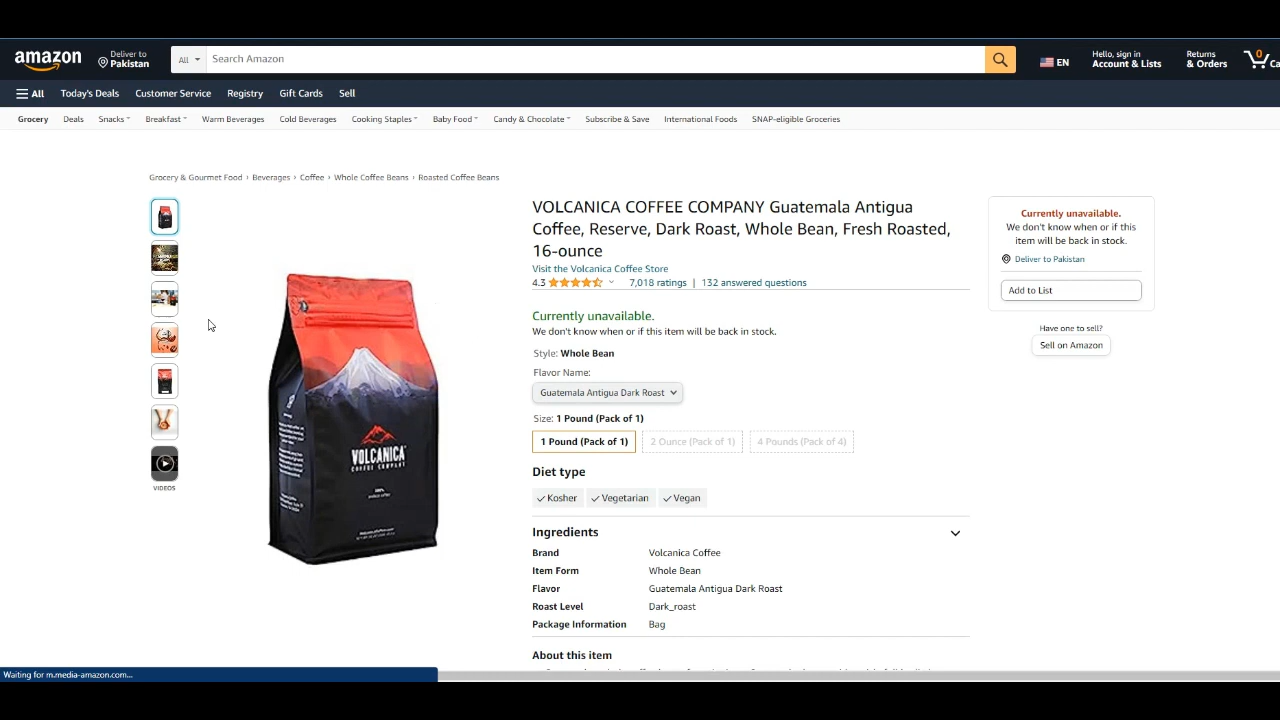 amazon
Deliver to
Pakistan
All
Search Amazon
EN
Hello, sign in
Account & Lists
Returns
& Orders
0
Ca
All
Today's Deals
Customer Service
Registry
Gift Cards
Sell
Grocery
Deals
Snacks
Breakfast
Warm Beverages
Cold Beverages
Cooking Staples
Baby Food
Candy & Chocolate
Subscribe & Save
International Foods
SNAP-eligible Groceries
Grocery & Gourmet Food › Beverages › Coffee › Whole Coffee Beans › Roasted Coffee Beans
VIDEOS
VOLCANICA
COFFEE COMPANY
VOLCANICA COFFEE COMPANY Guatemala Antigua
Coffee, Reserve, Dark Roast, Whole Bean, Fresh Roasted,
16-ounce
Visit the Volcanica Coffee Store
4.3
7,018 ratings | 132 answered questions
Currently unavailable.
We don't know when or if this item will be back in stock.
Style: Whole Bean
Flavor Name:
Guatemala Antigua Dark Roast
Size: 1 Pound (Pack of 1)
1 Pound (Pack of 1)
2 Ounce (Pack of 1)
4 Pounds (Pack of 4)
Diet type
Kosher
Vegetarian
Vegan
Ingredients
Brand Volcanica Coffee
Item Form Whole Bean
Flavor Guatemala Antigua Dark Roast
Roast Level Dark_roast
Package Information Bag
About this item
Currently unavailable.
We don't know when or if this
item will be back in stock.
Deliver to Pakistan
Add to List
Have one to sell?
Sell on Amazon
Waiting for m.media-amazon.com...